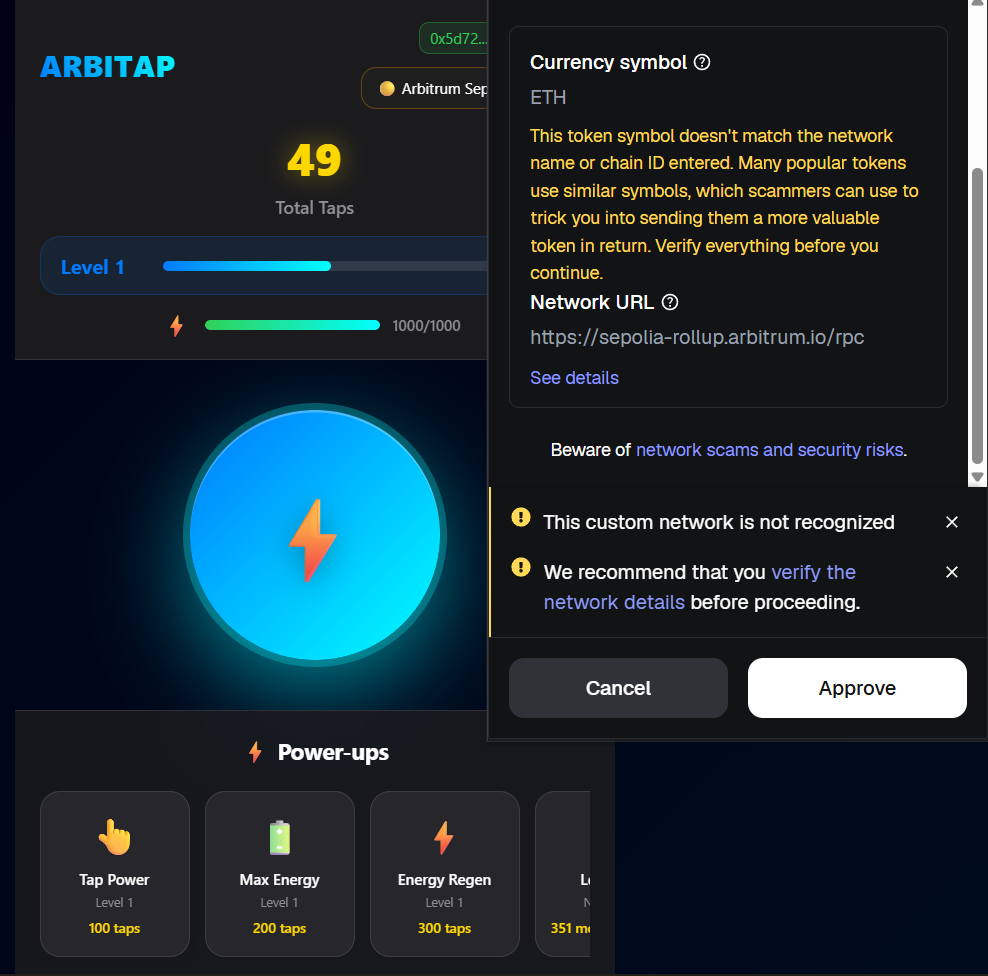 0x5d72...
ARBITAP
Arbitrum Sep
49
Total Taps
Level 1
1000/1000
Power-ups
Tap Power
Level 1
100 taps
Max Energy
Level 1
200 taps
Energy Regen
Level 1
300 taps
351
Currency symbol
ETH
This token symbol doesn't match the network
name or chain ID entered. Many popular tokens
use similar symbols, which scammers can use to
trick you into sending them a more valuable
token in return. Verify everything before you
continue.
Network URL
https://sepolia-rollup.arbitrum.io/rpc
See details
Beware of network scams and security risks.
This custom network is not recognized
We recommend that you verify the
network details before proceeding.
Cancel
Approve